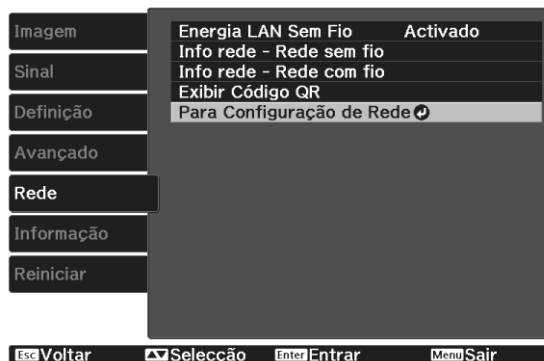 Imagem
Sinal
Definição
Avançado
Rede
Informação
Reiniciar
Energia LAN Sem Fio Activado
Info rede - Rede sem fio
Info rede - Rede com fio
Exibir Código QR
Para Configuração de Rede
Esc Voltar Selecção Enter Entrar Menu Sair